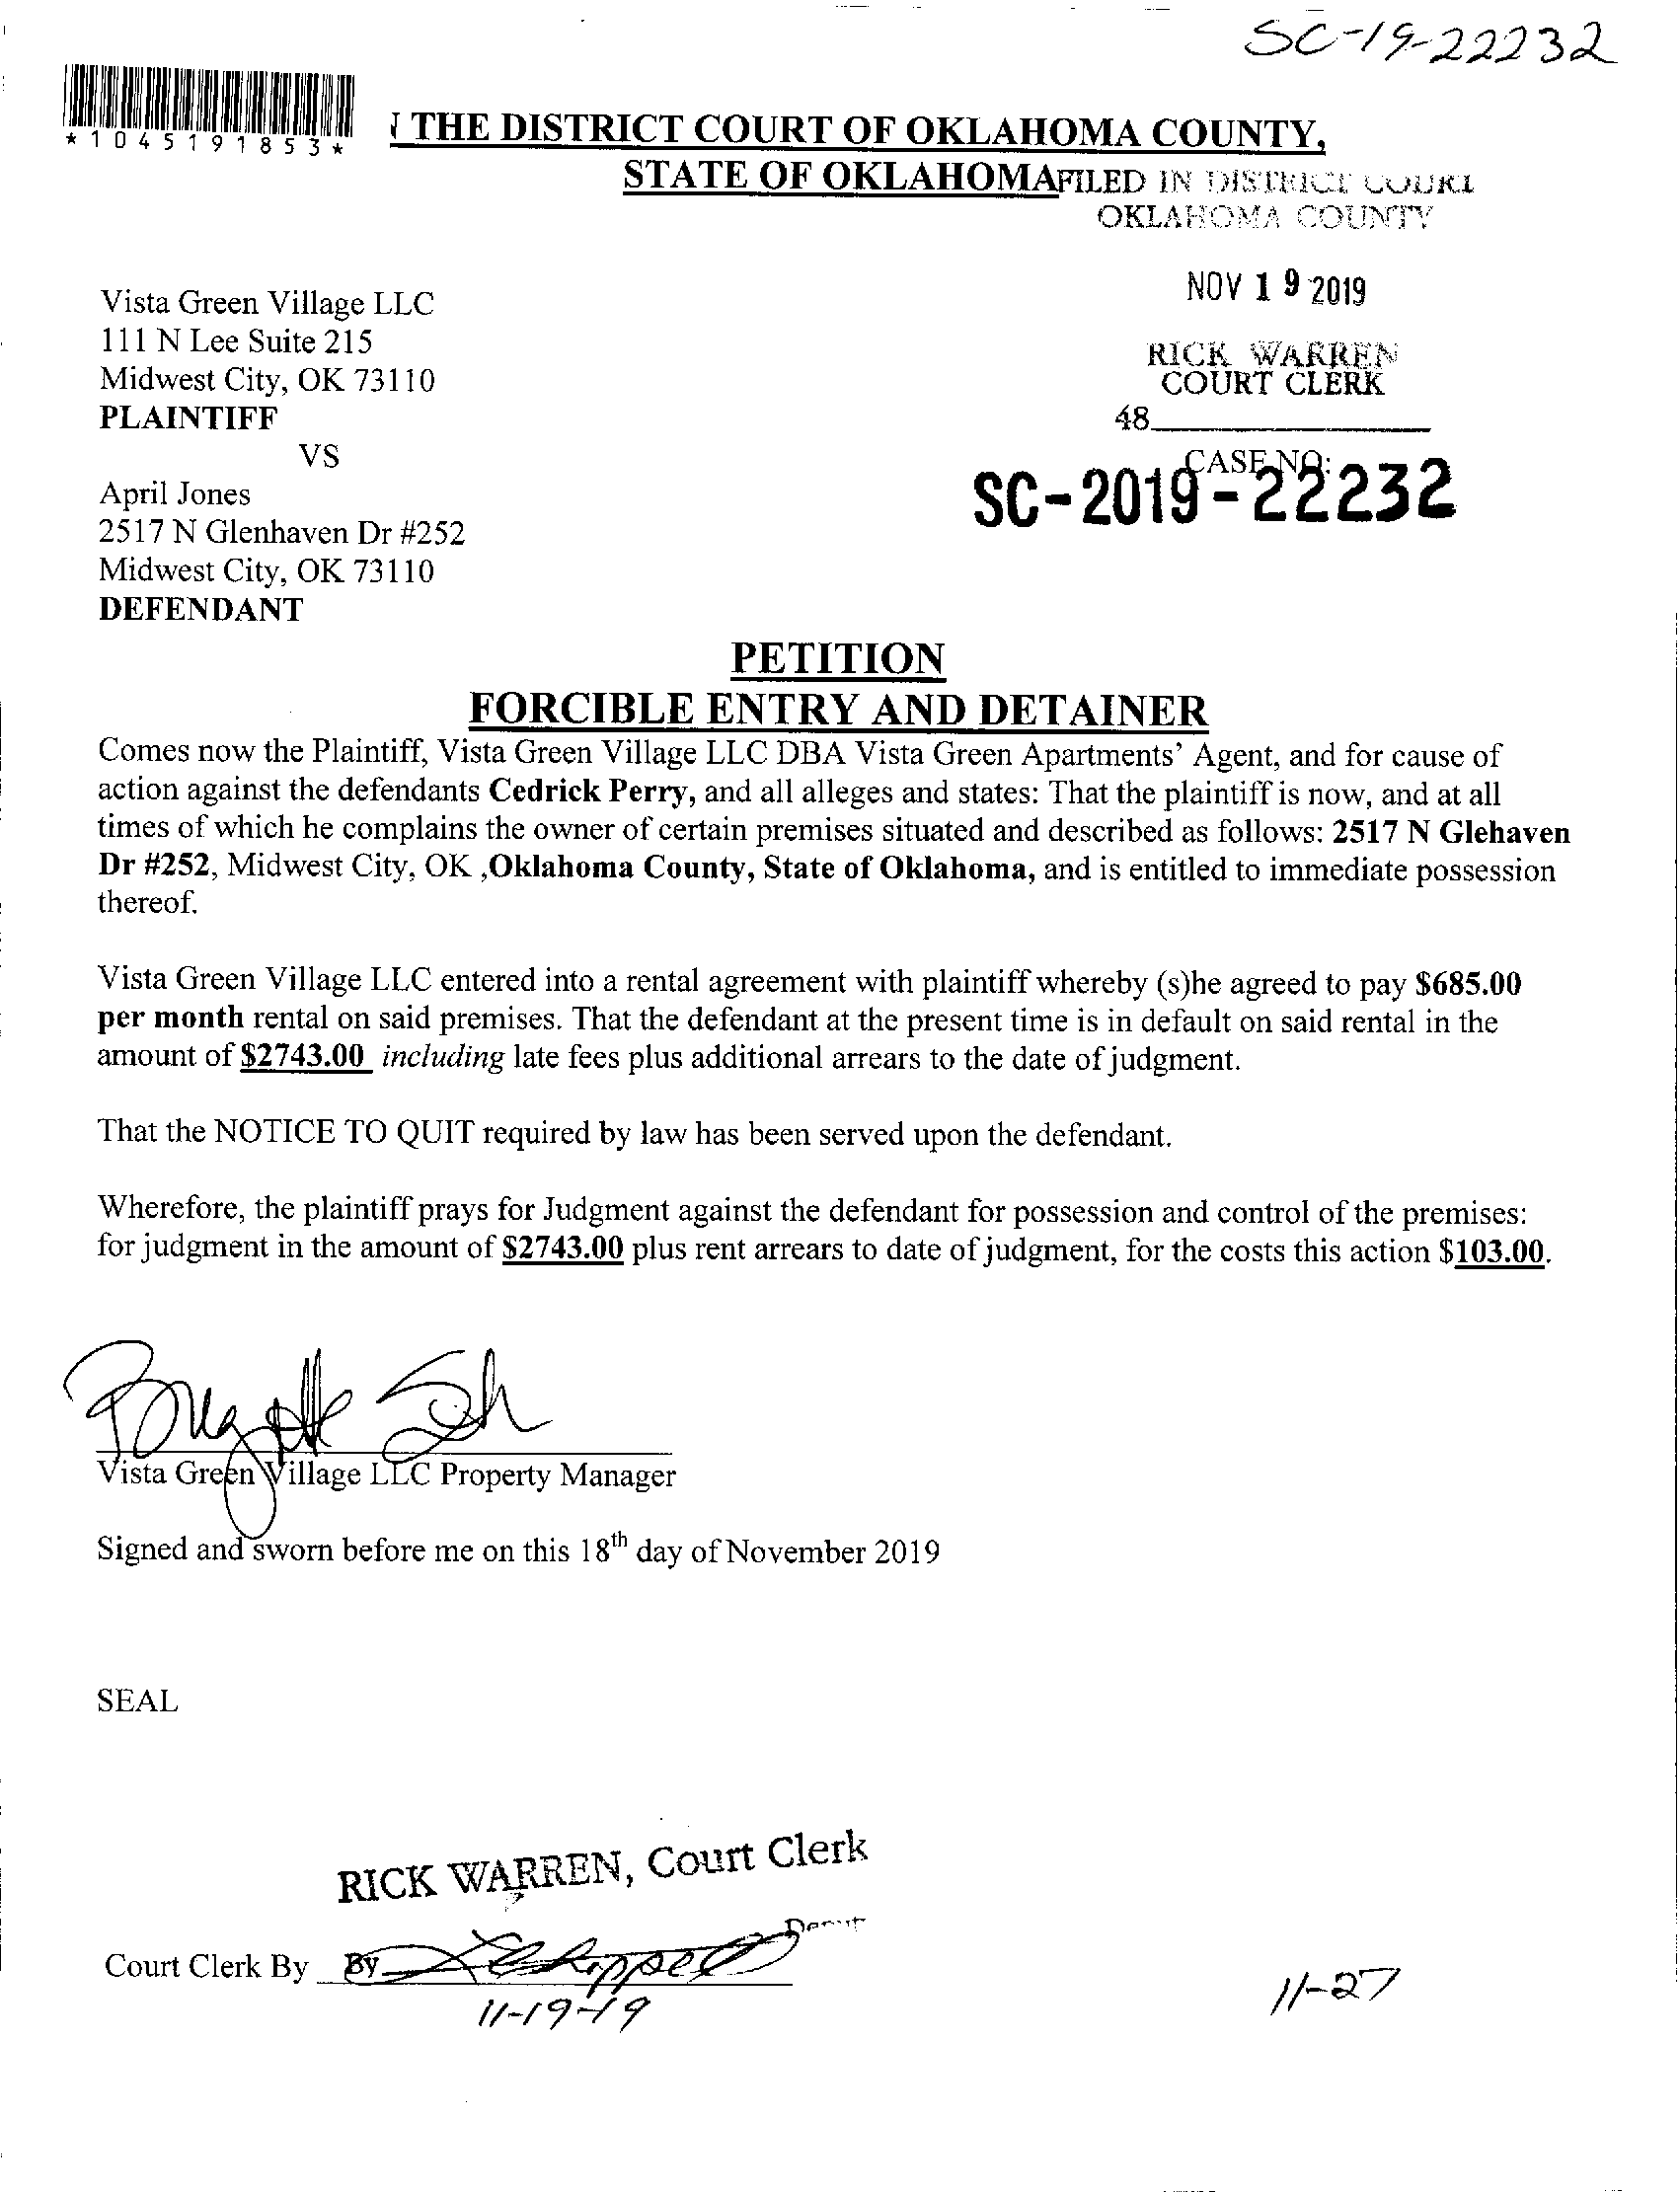 SC-19-22232
*1045191853*
THE DISTRICT COURT OF OKLAHOMA COUNTY,
STATE OF OKLAHOMA
FILED IN DISTRICT COURT
OKLAHOMA COUNTY
NOV 19 2019
RICK WARREN
COURT CLERK
48
CASE NO:
SC-2019-22232
Vista Green Village LLC
111 N Lee Suite 215
Midwest City, OK 73110
PLAINTIFF
VS
April Jones
2517 N Glenhaven Dr #252
Midwest City, OK 73110
DEFENDANT
PETITION
FORCIBLE ENTRY AND DETAINER
Comes now the Plaintiff, Vista Green Village LLC DBA Vista Green Apartments' Agent, and for cause of
action against the defendants Cedrick Perry, and all alleges and states: That the plaintiff is now, and at all
times of which he complains the owner of certain premises situated and described as follows: 2517 N Glehaven
Dr #252, Midwest City, OK ,Oklahoma County, State of Oklahoma, and is entitled to immediate possession
thereof.
Vista Green Village LLC entered into a rental agreement with plaintiff whereby (s)he agreed to pay $685.00
per month rental on said premises. That the defendant at the present time is in default on said rental in the
amount of $2743.00 including late fees plus additional arrears to the date of judgment.
That the NOTICE TO QUIT required by law has been served upon the defendant.
Wherefore, the plaintiff prays for Judgment against the defendant for possession and control of the premises:
for judgment in the amount of $2743.00 plus rent arrears to date of judgment, for the costs this action $103.00.
Vista Green Village LLC Property Manager
Signed and sworn before me on this 18th day of November 2019
SEAL
RICK WARREN, Court Clerk
Court Clerk By By
11-19-19
11-27